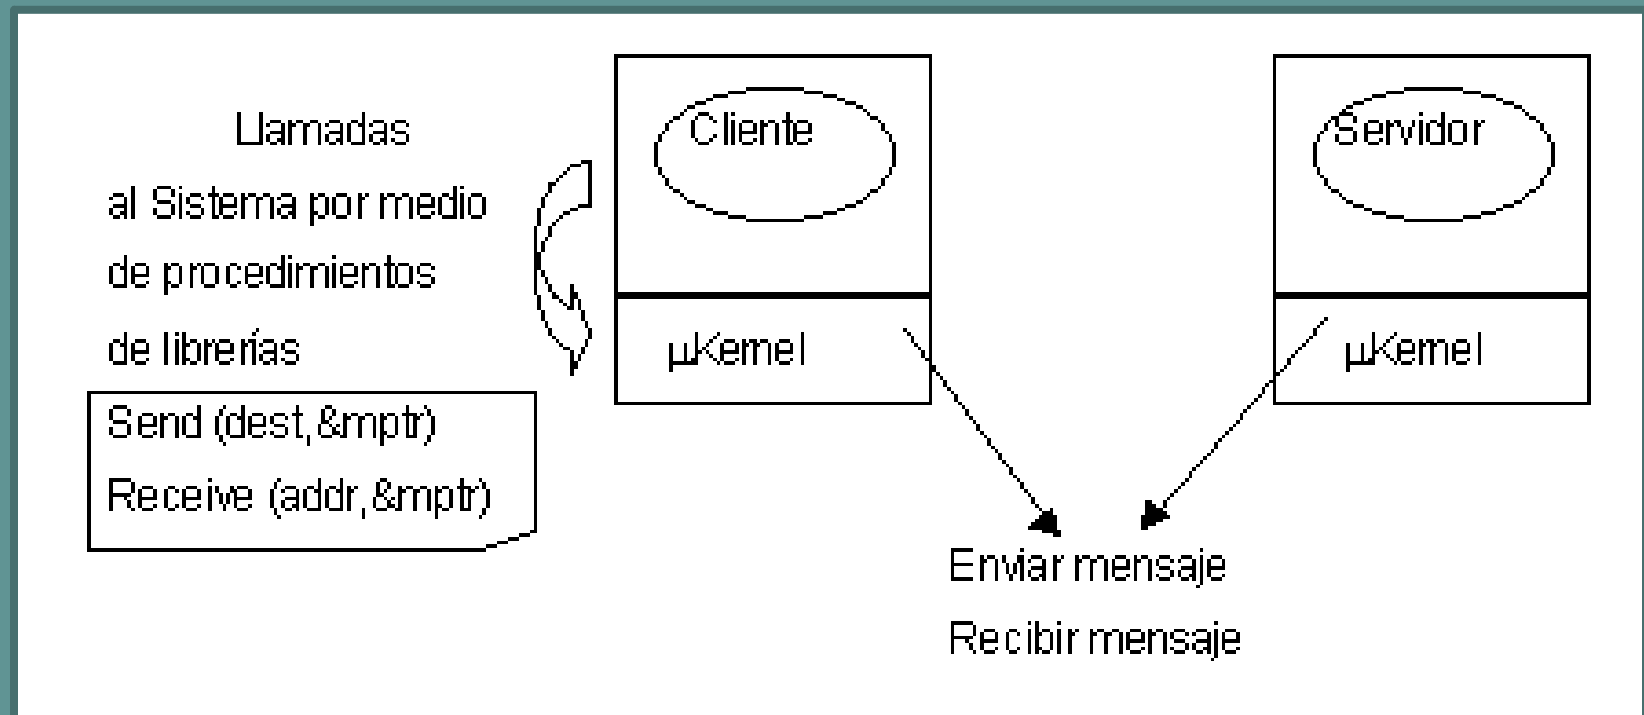 Llamadas
al Sistema por medio
de procedimientos
de librerías
Send (dest,&mptr)
Receive (addr,&mptr)
Cliente
µKernel
Servidor
µKernel
Enviar mensaje
Recibir mensaje